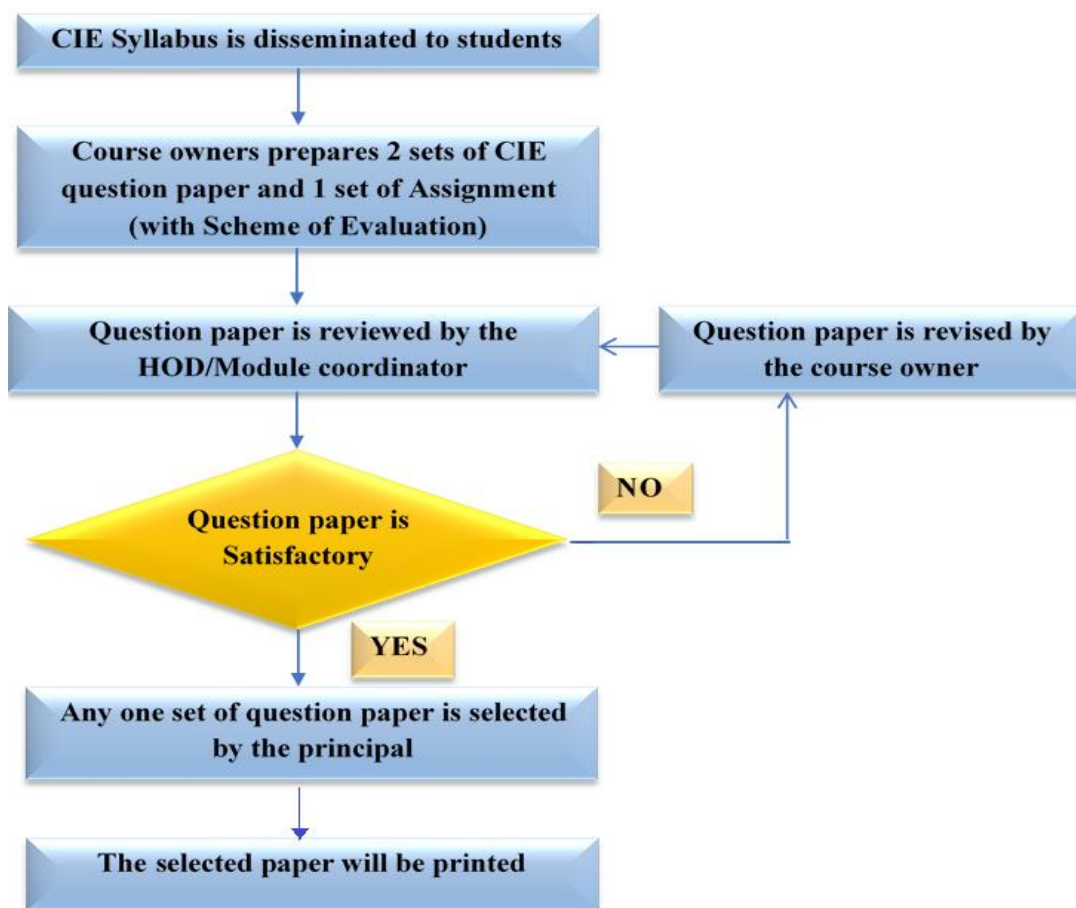 CIE Syllabus is disseminated to students
Course owners prepares 2 sets of CIE
question paper and 1 set of Assignment
(with Scheme of Evaluation)
Question paper is reviewed by the
HOD/Module coordinator
Question paper is revised by
the course owner
Question paper is
Satisfactory
NO
YES
Any one set of question paper is selected
by the principal
The selected paper will be printed